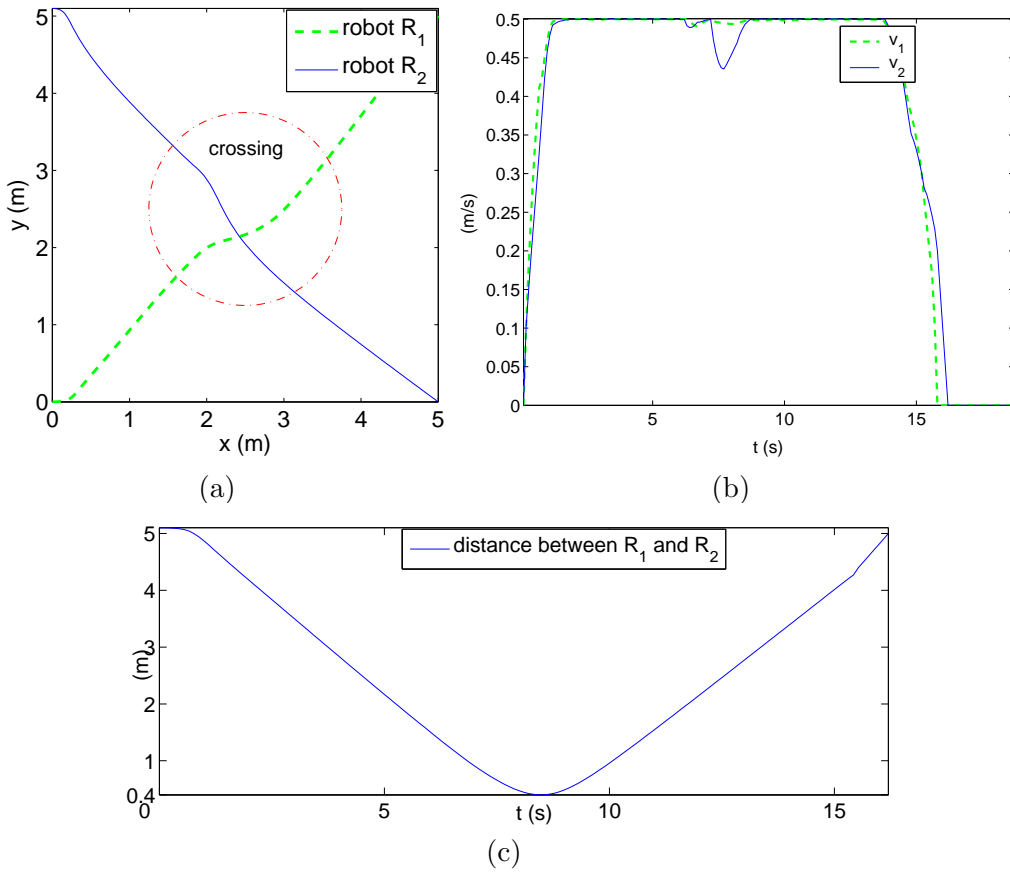 robot R₁
robot R₂
crossing
y (m)
5
4
3
2
1
0
0 1 2 3 4 5
x (m)
(a)
v₁
v₂
(m/s)
0.5
0.45
0.4
0.35
0.3
0.25
0.2
0.15
0.1
0.05
0
5 10 15
t (s)
(b)
distance between R₁ and R₂
(m)
5
4
3
2
1
0.4
5 10 15
t (s)
(c)